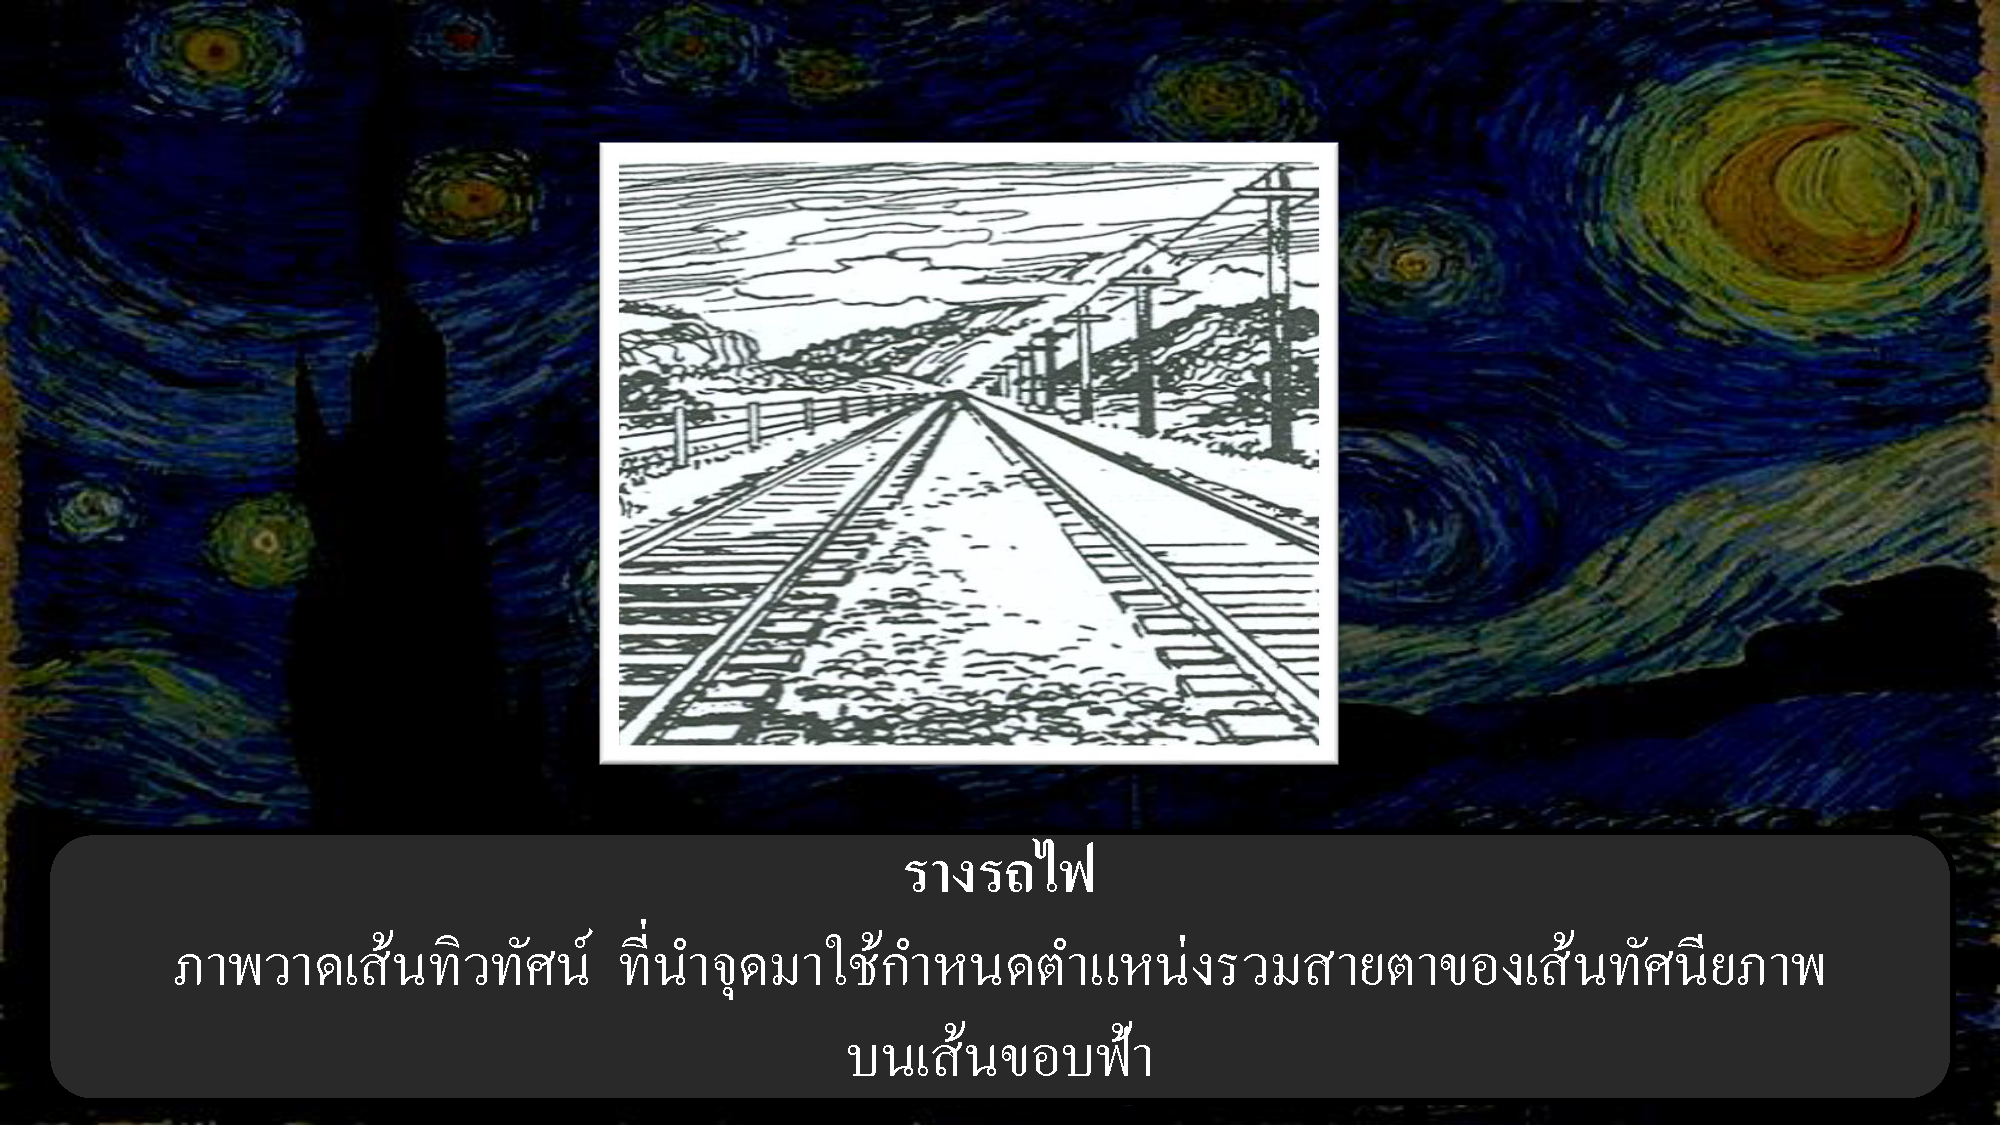 รางรถไฟ
ภาพวาดเส้นทิวทัศน์ ที่นำจุดมาใช้กำหนดตำแหน่งรวมสายตาของเส้นทัศนียภาพ
บนเส้นขอบฟ้า